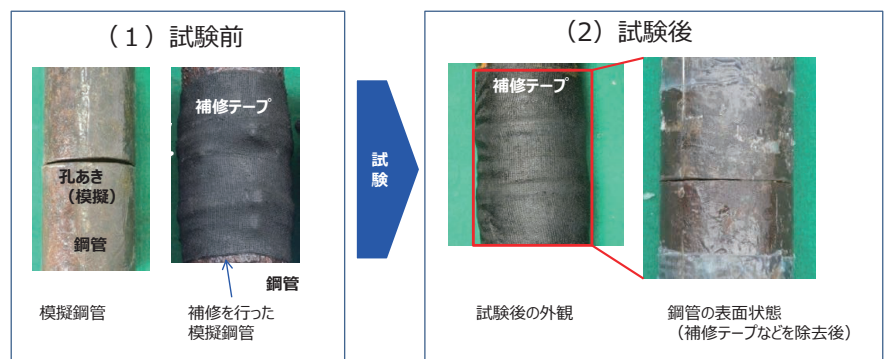 （１）試験前
補修テープ
孔あき
（模擬）
鋼管
鋼管
模擬鋼管
補修を行った
模擬鋼管
試験
（2）試験後
補修テープ
試験後の外観
鋼管の表面状態
（補修テープなどを除去後）